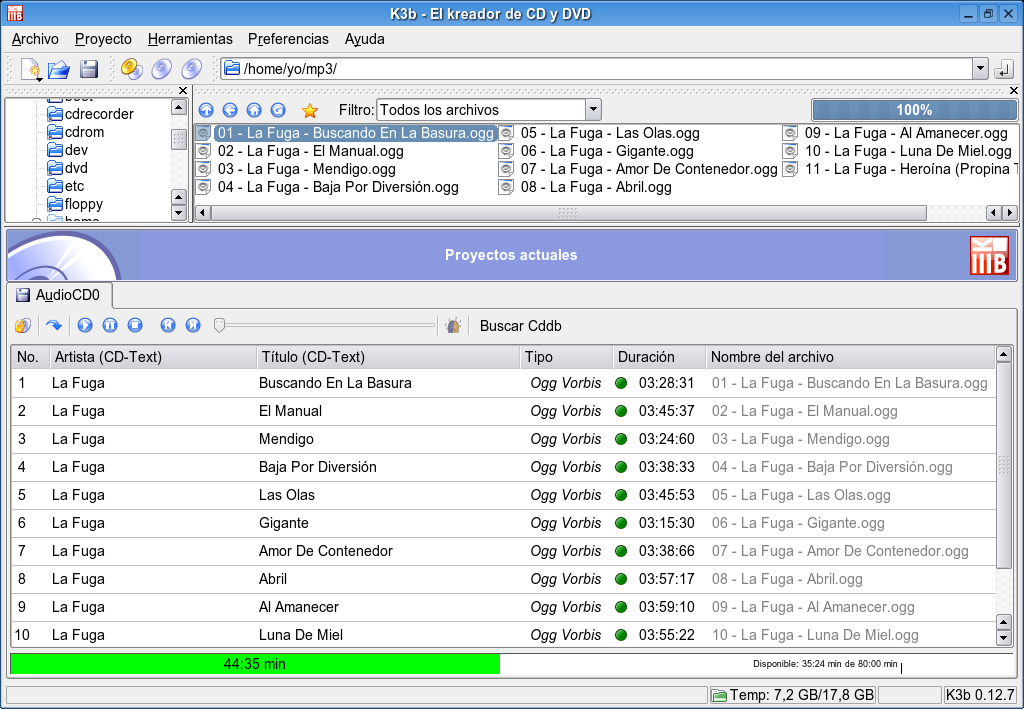 K3b - El kreador de CD y DVD
Archivo Proyecto Herramientas Preferencias Ayuda
/home/yo/mp3/
Filtro: Todos los archivos 100%
boot
cdrecorder
cdrom
dev
dvd
etc
floppy
home
01 - La Fuga - Buscando En La Basura.ogg
02 - La Fuga - El Manual.ogg
03 - La Fuga - Mendigo.ogg
04 - La Fuga - Baja Por Diversión.ogg
05 - La Fuga - Las Olas.ogg
06 - La Fuga - Gigante.ogg
07 - La Fuga - Amor De Contenedor.ogg
08 - La Fuga - Abril.ogg
09 - La Fuga - Al Amanecer.ogg
10 - La Fuga - Luna De Miel.ogg
11 - La Fuga - Heroína (Propina T
Proyectos actuales
K
B
AudioCD0
Buscar Cddb
No. Artista (CD-Text) Título (CD-Text) Tipo Duración Nombre del archivo
1 La Fuga Buscando En La Basura Ogg Vorbis 03:28:31 01 - La Fuga - Buscando En La Basura.ogg
2 La Fuga El Manual Ogg Vorbis 03:45:37 02 - La Fuga - El Manual.ogg
3 La Fuga Mendigo Ogg Vorbis 03:24:60 03 - La Fuga - Mendigo.ogg
4 La Fuga Baja Por Diversión Ogg Vorbis 03:38:33 04 - La Fuga - Baja Por Diversión.ogg
5 La Fuga Las Olas Ogg Vorbis 03:45:53 05 - La Fuga - Las Olas.ogg
6 La Fuga Gigante Ogg Vorbis 03:15:30 06 - La Fuga - Gigante.ogg
7 La Fuga Amor De Contenedor Ogg Vorbis 03:38:66 07 - La Fuga - Amor De Contenedor.ogg
8 La Fuga Abril Ogg Vorbis 03:57:17 08 - La Fuga - Abril.ogg
9 La Fuga Al Amanecer Ogg Vorbis 03:59:10 09 - La Fuga - Al Amanecer.ogg
10 La Fuga Luna De Miel Ogg Vorbis 03:55:22 10 - La Fuga - Luna De Miel.ogg
44:35 min Disponible: 35:24 min de 80:00 min
Temp: 7,2 GB/17,8 GB K3b 0.12.7